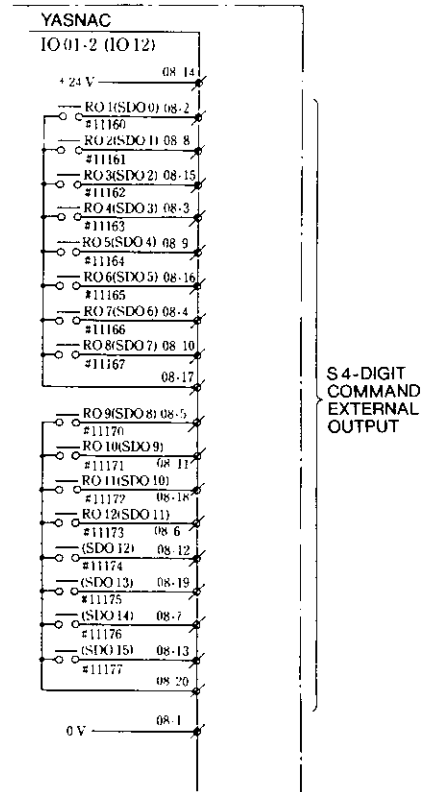 YASNAC
IO 01-2 (IO 12)
+24 V 08-14
RO 1(SDO 0) 08-2
#11160
RO 2(SDO 1) 08-8
#11161
RO 3(SDO 2) 08-15
#11162
RO 4(SDO 3) 08-3
#11163
RO 5(SDO 4) 08-9
#11164
RO 6(SDO 5) 08-16
#11165
RO 7(SDO 6) 08-4
#11166
RO 8(SDO 7) 08-10
#11167
08-17
RO 9(SDO 8) 08-5
#11170
RO 10(SDO 9)
#11171 08-11
RO 11(SDO 10)
#11172 08-18
RO 12(SDO 11)
#11173 08-6
(SDO 12) 08-12
#11174
(SDO 13) 08-19
#11175
(SDO 14) 08-7
#11176
(SDO 15) 08-13
#11177
08-20
0 V 08-1
S 4-DIGIT
COMMAND
EXTERNAL
OUTPUT